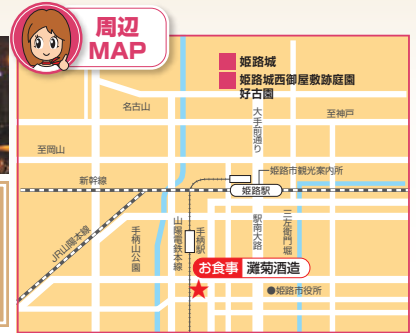 周辺
MAP
姫路城
姫路城西御屋敷跡庭園
好古園
名古山
大手前通り
至神戸
至岡山
姫路市観光案内所
新幹線
姫路駅
JR山陽本線
手柄山公園
山陽電鉄本線
手柄駅
駅南大路
三左衛門堀
お食事 灘菊酒造
●姫路市役所